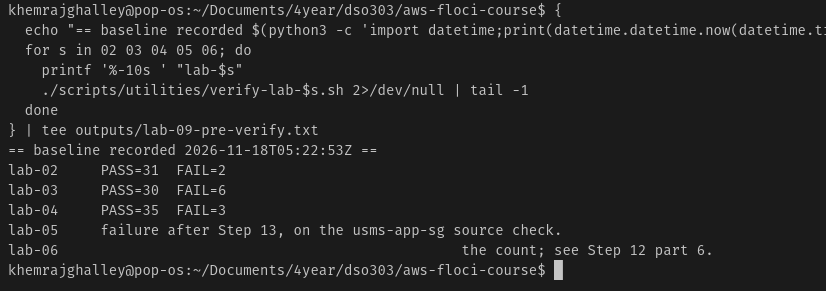 khemrajghalley@pop-os:~/Documents/4year/dso303/aws-floci-course$ {
  echo "== baseline recorded $(python3 -c 'import datetime;print(datetime.datetime.now(datetime.ti
  for s in 02 03 04 05 06; do
    printf '%-10s ' "lab-$s"
    ./scripts/utilities/verify-lab-$s.sh 2>/dev/null | tail -1
  done
} | tee outputs/lab-09-pre-verify.txt
== baseline recorded 2026-11-18T05:22:53Z ==
lab-02     PASS=31  FAIL=2
lab-03     PASS=30  FAIL=6
lab-04     PASS=35  FAIL=3
lab-05     failure after Step 13, on the usms-app-sg source check.
lab-06                                                 the count; see Step 12 part 6.
khemrajghalley@pop-os:~/Documents/4year/dso303/aws-floci-course$